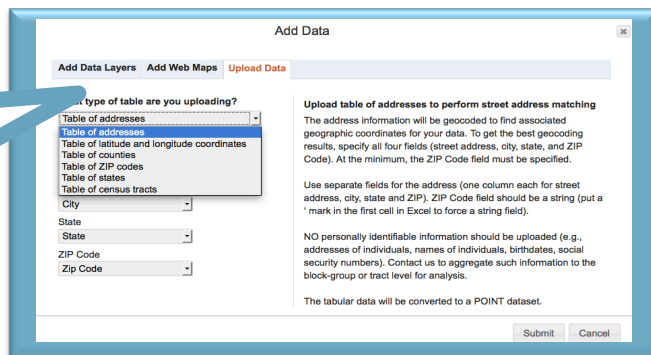 Add Data
Add Data Layers Add Web Maps Upload Data
type of table are you uploading?
Table of addresses
Table of addresses
Table of latitude and longitude coordinates
Table of counties
Table of ZIP codes
Table of states
Table of census tracts
City
State
State
ZIP Code
Zip Code
Upload table of addresses to perform street address matching
The address information will be geocoded to find associated
geographic coordinates for your data. To get the best geocoding
results, specify all four fields (street address, city, state, and ZIP
Code). At the minimum, the ZIP Code field must be specified.
Use separate fields for the address (one column each for street
address, city, state and ZIP). ZIP Code field should be a string (put a
' mark in the first cell in Excel to force a string field).
NO personally identifiable information should be uploaded (e.g.,
addresses of individuals, names of individuals, birthdates, social
security numbers). Contact us to aggregate such information to the
block-group or tract level for analysis.
The tabular data will be converted to a POINT dataset.
Submit Cancel